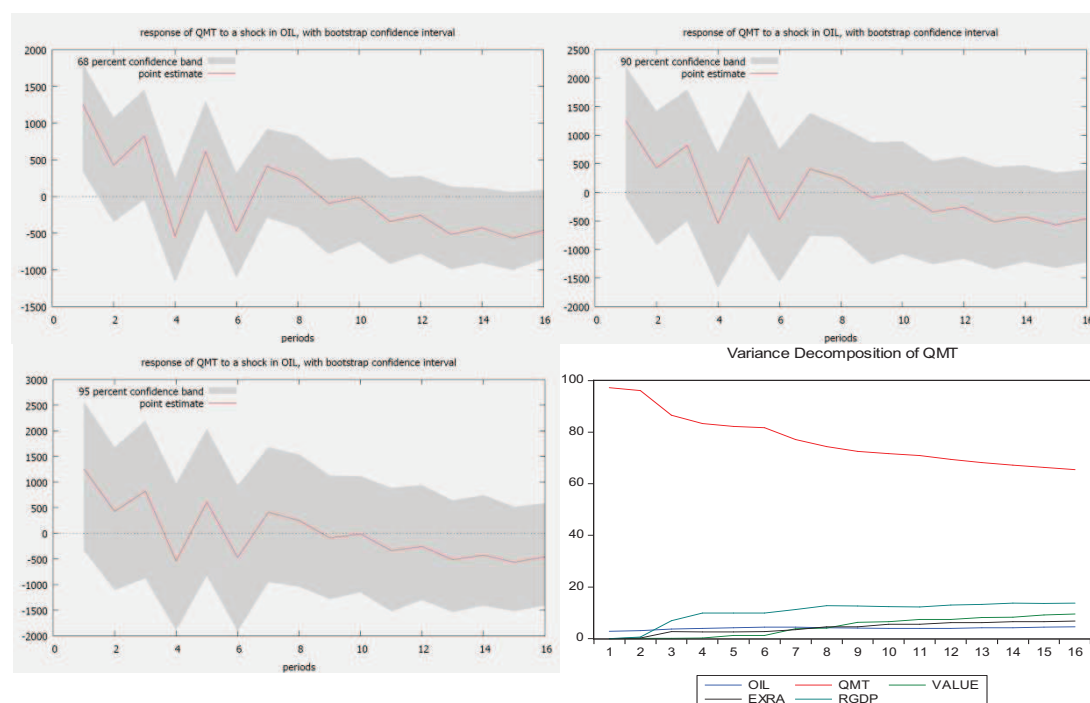 response of QMT to a shock in OIL, with bootstrap confidence interval
2000
1500
1000
500
0
-500
-1000
-1500
68 percent confidence band
point estimate
0 2 4 6 8 10 12 14 16
periods
response of QMT to a shock in OIL, with bootstrap confidence interval
2500
2000
1500
1000
500
0
-500
-1000
-1500
-2000
90 percent confidence band
point estimate
0 2 4 6 8 10 12 14 16
periods
response of QMT to a shock in OIL, with bootstrap confidence interval
3000
2500
2000
1500
1000
500
0
-500
-1000
-1500
-2000
95 percent confidence band
point estimate
0 2 4 6 8 10 12 14 16
periods
Variance Decomposition of QMT
100
80
60
40
20
0
1 2 3 4 5 6 7 8 9 10 11 12 13 14 15 16
OIL QMT VALUE
EXRA RGDP